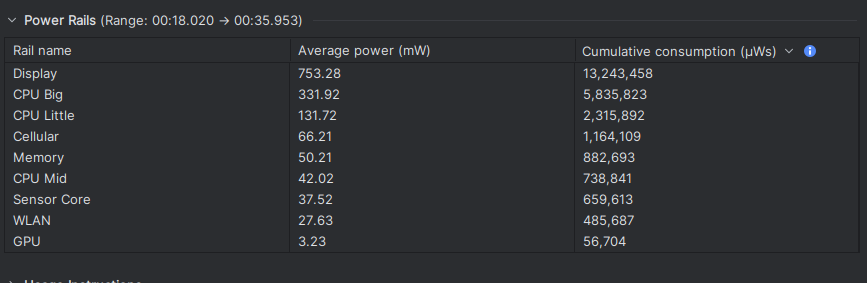 Power Rails (Range: 00:18.020 → 00:35.953)
Rail name Average power (mW) Cumulative consumption (µWs)
Display 753.28 13,243,458
CPU Big 331.92 5,835,823
CPU Little 131.72 2,315,892
Cellular 66.21 1,164,109
Memory 50.21 882,693
CPU Mid 42.02 738,841
Sensor Core 37.52 659,613
WLAN 27.63 485,687
GPU 3.23 56,704